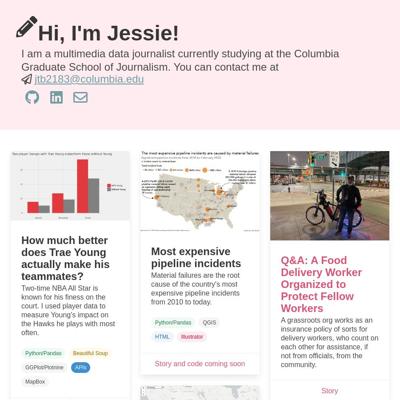 Hi, I'm Jessie!
I am a multimedia data journalist currently studying at the Columbia
Graduate School of Journalism. You can contact me at
jtb2183@columbia.edu
How much better
does Trae Young
actually make his
teammates?
Two-time NBA All Star is
known for his finess on the
court. I used player data to
measure Young's impact on
the Hawks he plays with most
often.
Python/Pandas
Beautiful Soup
GGPlot/Plotnine
APIs
MapBox
The most expensive pipeline incidents are caused by material failures
Most expensive
pipeline incidents
Material failures are the root
cause of the country's most
expensive pipeline incidents
from 2010 to today.
Python/Pandas
QGIS
HTML
Illustrator
Story and code coming soon
Q&A: A Food
Delivery Worker
Organized to
Protect Fellow
Workers
A grassroots org works as an
insurance policy of sorts for
delivery workers, who count on
each other for assistance, if
not from officials, from the
community.
Story